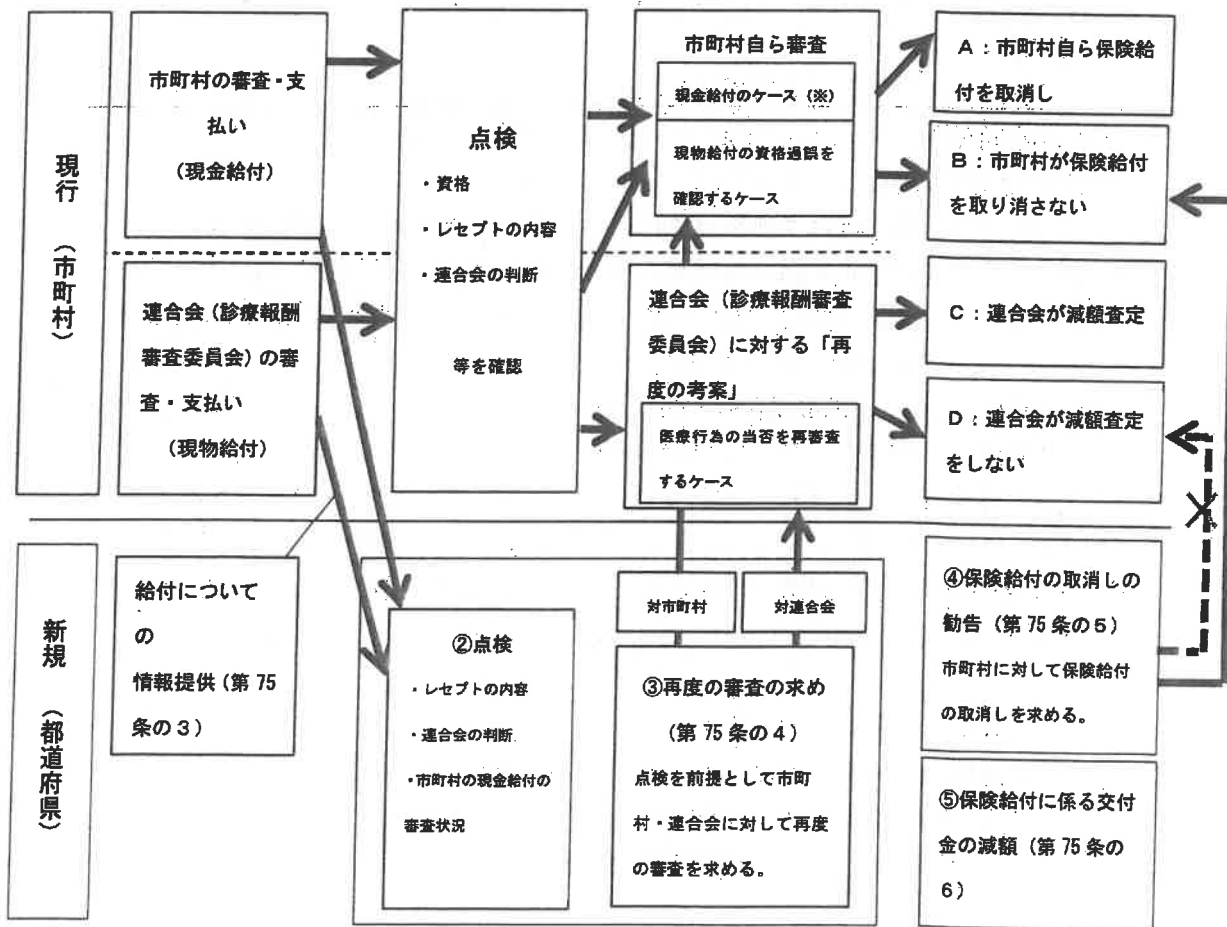 現行（市町村）
市町村の審査・支
払い
（現金給付）
連合会（診療報酬
審査委員会）の審
査・支払い
（現物給付）
点検
・資格
・レセプトの内容
・連合会の判断
等を確認
市町村自ら審査
現金給付のケース（※）
現物給付の資格過誤を
確認するケース
連合会（診療報酬審査
委員会）に対する「再
度の考案」
医療行為の当否を再審査
するケース
A：市町村自ら保険給
付を取消し
B：市町村が保険給付
を取り消さない
C：連合会が減額査定
D：連合会が減額査定
をしない
新規（都道府県）
給付について
の
情報提供（第75
条の3）
②点検
・レセプトの内容
・連合会の判断
・市町村の現金給付の
審査状況
対市町村
対連合会
③再度の審査の求め
（第75条の4）
点検を前提として市町
村・連合会に対して再度
の審査を求める。
④保険給付の取消しの
勧告（第75条の5）
市町村に対して保険給付
の取消しを求める。
⑤保険給付に係る交付
金の減額（第75条の
6）